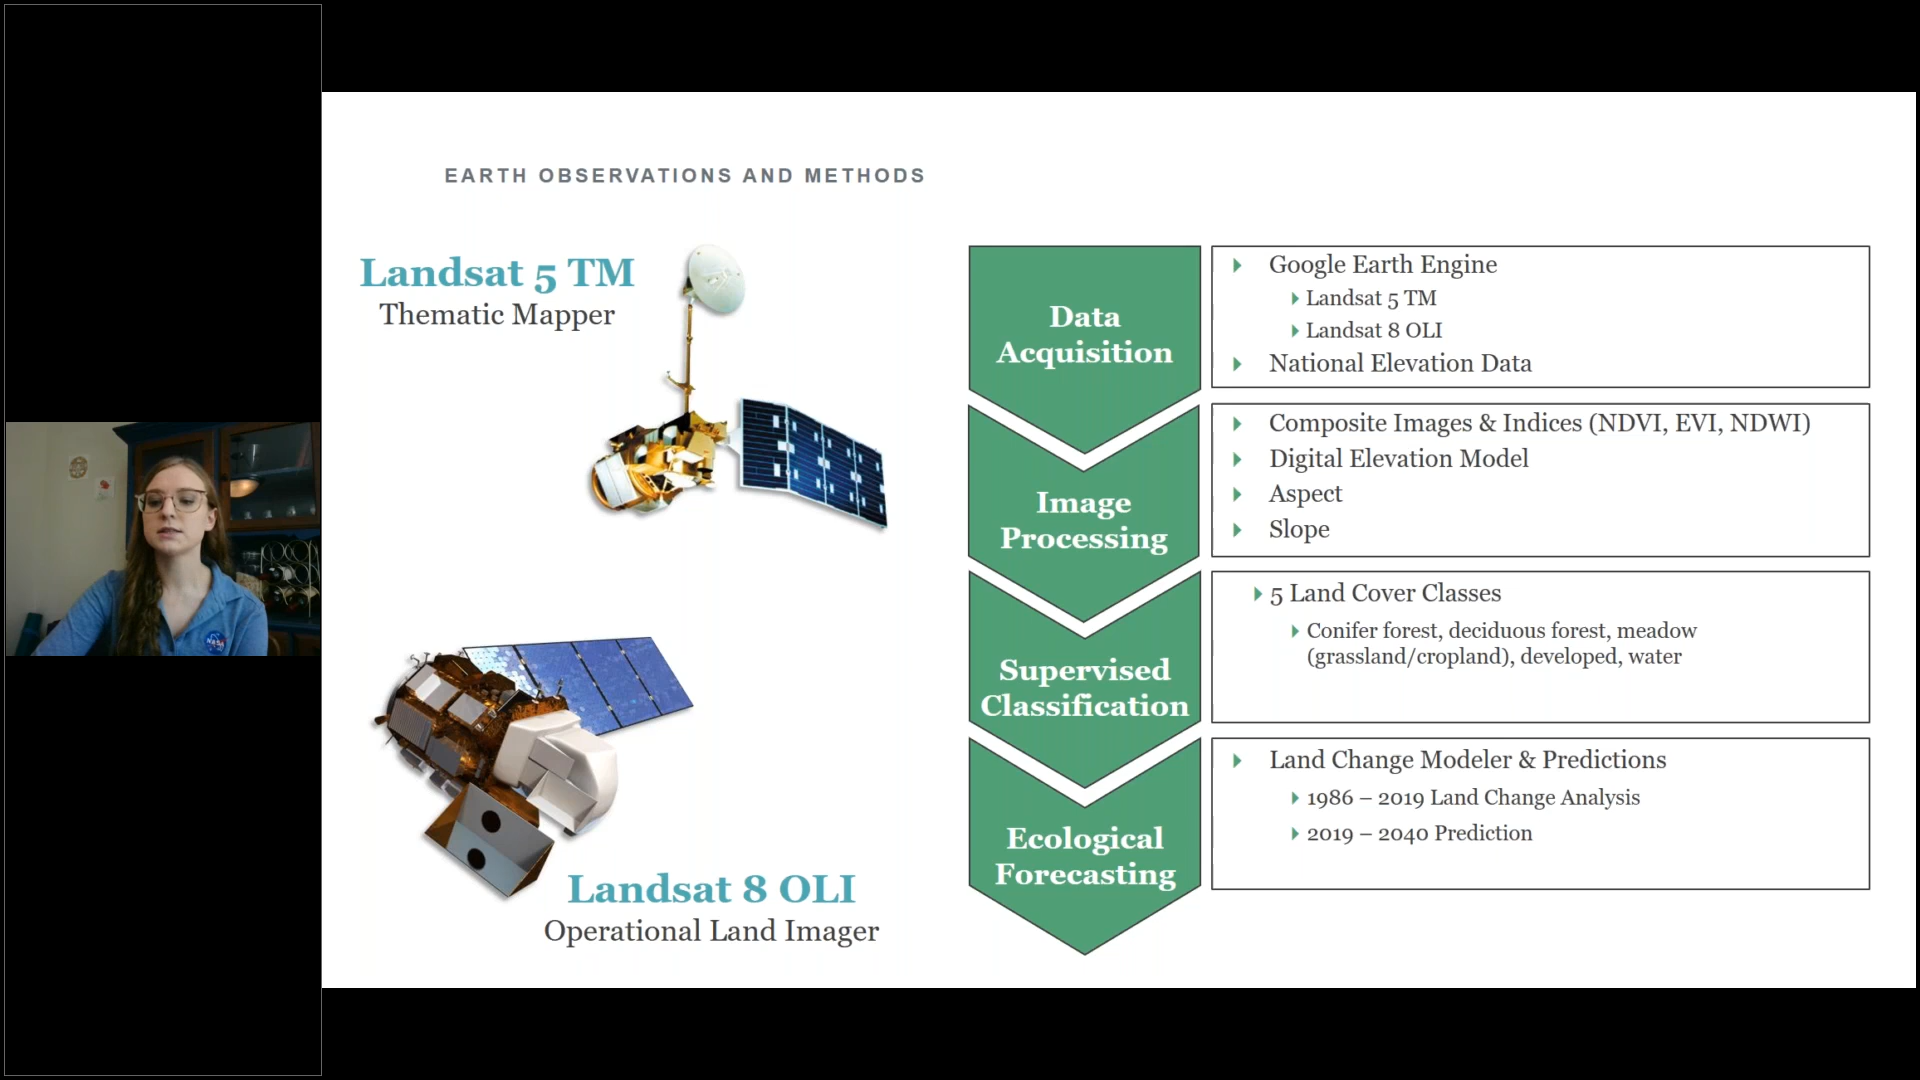 EARTH OBSERVATIONS AND METHODS
Landsat 5 TM
Thematic Mapper
Landsat 8 OLI
Operational Land Imager
Data
Acquisition
Google Earth Engine
Landsat 5 TM
Landsat 8 OLI
National Elevation Data
Image
Processing
Composite Images & Indices (NDVI, EVI, NDWI)
Digital Elevation Model
Aspect
Slope
Supervised
Classification
5 Land Cover Classes
Conifer forest, deciduous forest, meadow
(grassland/cropland), developed, water
Ecological
Forecasting
Land Change Modeler & Predictions
1986 – 2019 Land Change Analysis
2019 – 2040 Prediction
NASA